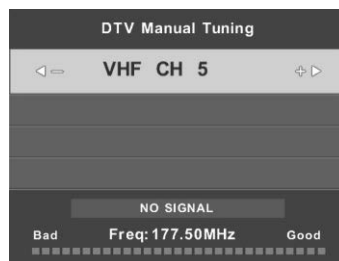 DTV Manual Tuning
VHF CH 5
NO SIGNAL
Bad Freq:177.50MHz Good